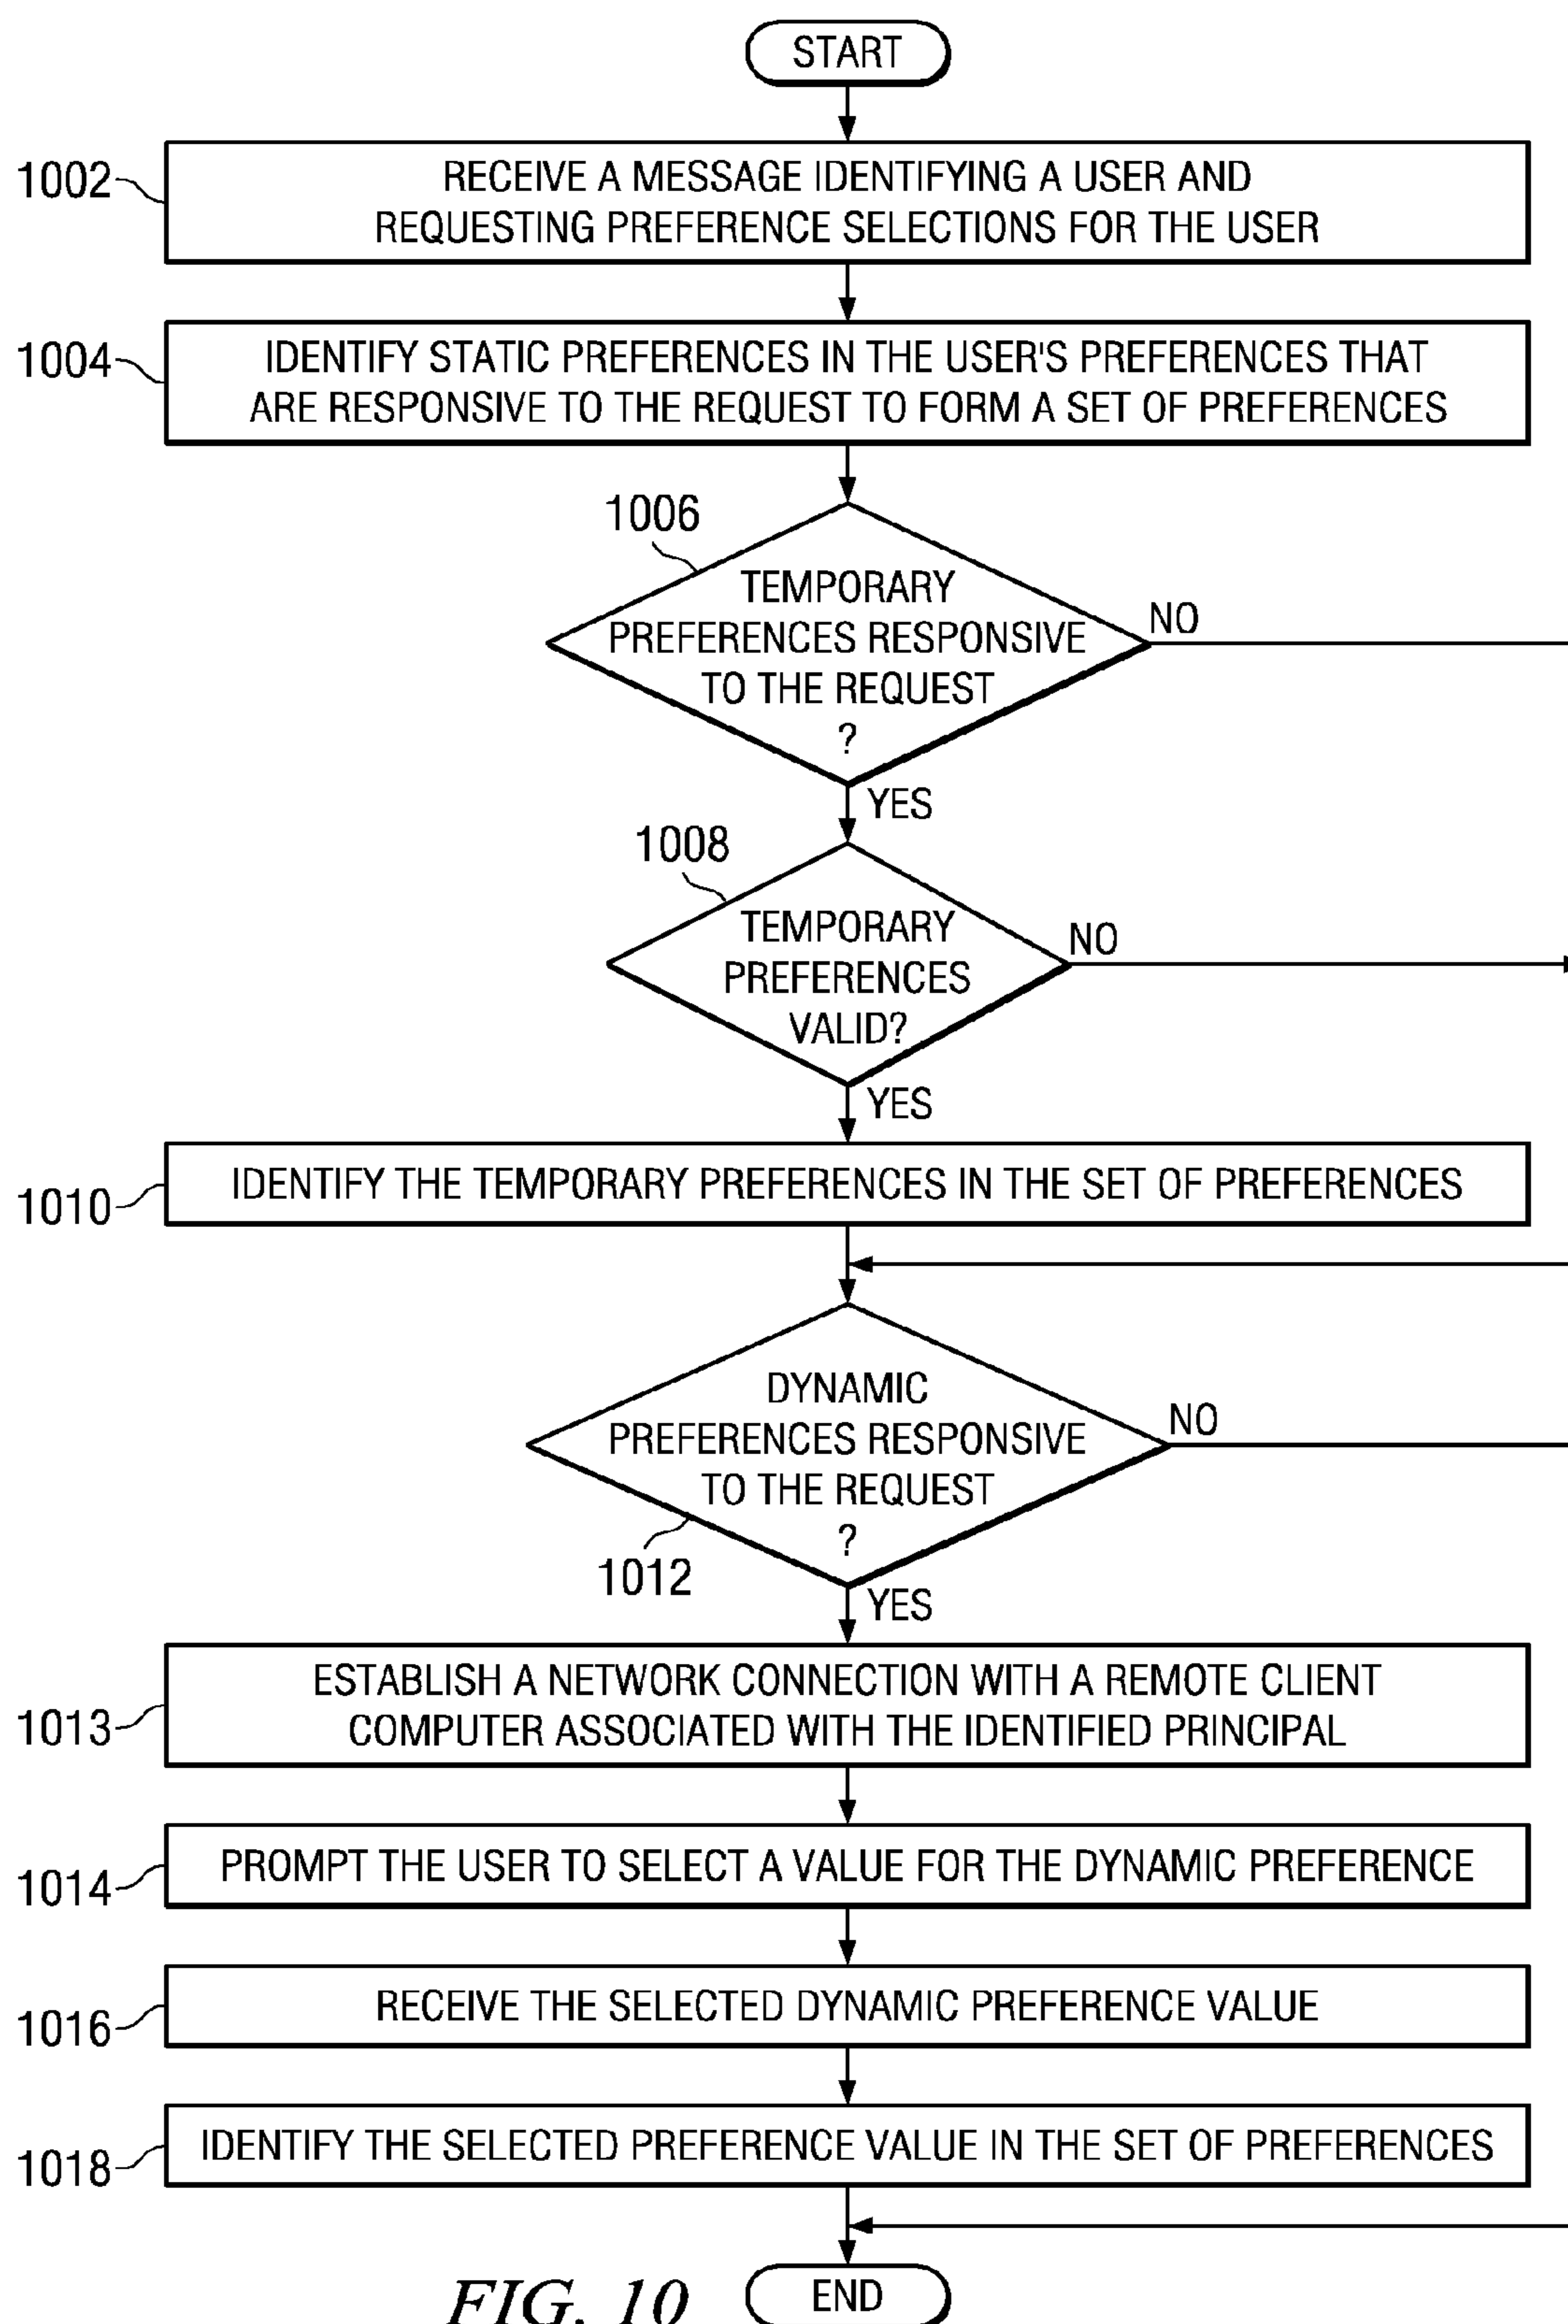 START
1002
RECEIVE A MESSAGE IDENTIFYING A USER AND
REQUESTING PREFERENCE SELECTIONS FOR THE USER
1004
IDENTIFY STATIC PREFERENCES IN THE USER'S PREFERENCES THAT
ARE RESPONSIVE TO THE REQUEST TO FORM A SET OF PREFERENCES
1006
TEMPORARY
PREFERENCES RESPONSIVE
TO THE REQUEST
?
NO
YES
1008
TEMPORARY
PREFERENCES
VALID?
NO
YES
1010
IDENTIFY THE TEMPORARY PREFERENCES IN THE SET OF PREFERENCES
DYNAMIC
PREFERENCES RESPONSIVE
TO THE REQUEST
?
NO
1012
YES
1013
ESTABLISH A NETWORK CONNECTION WITH A REMOTE CLIENT
COMPUTER ASSOCIATED WITH THE IDENTIFIED PRINCIPAL
1014
PROMPT THE USER TO SELECT A VALUE FOR THE DYNAMIC PREFERENCE
1016
RECEIVE THE SELECTED DYNAMIC PREFERENCE VALUE
1018
IDENTIFY THE SELECTED PREFERENCE VALUE IN THE SET OF PREFERENCES
FIG. 10
END